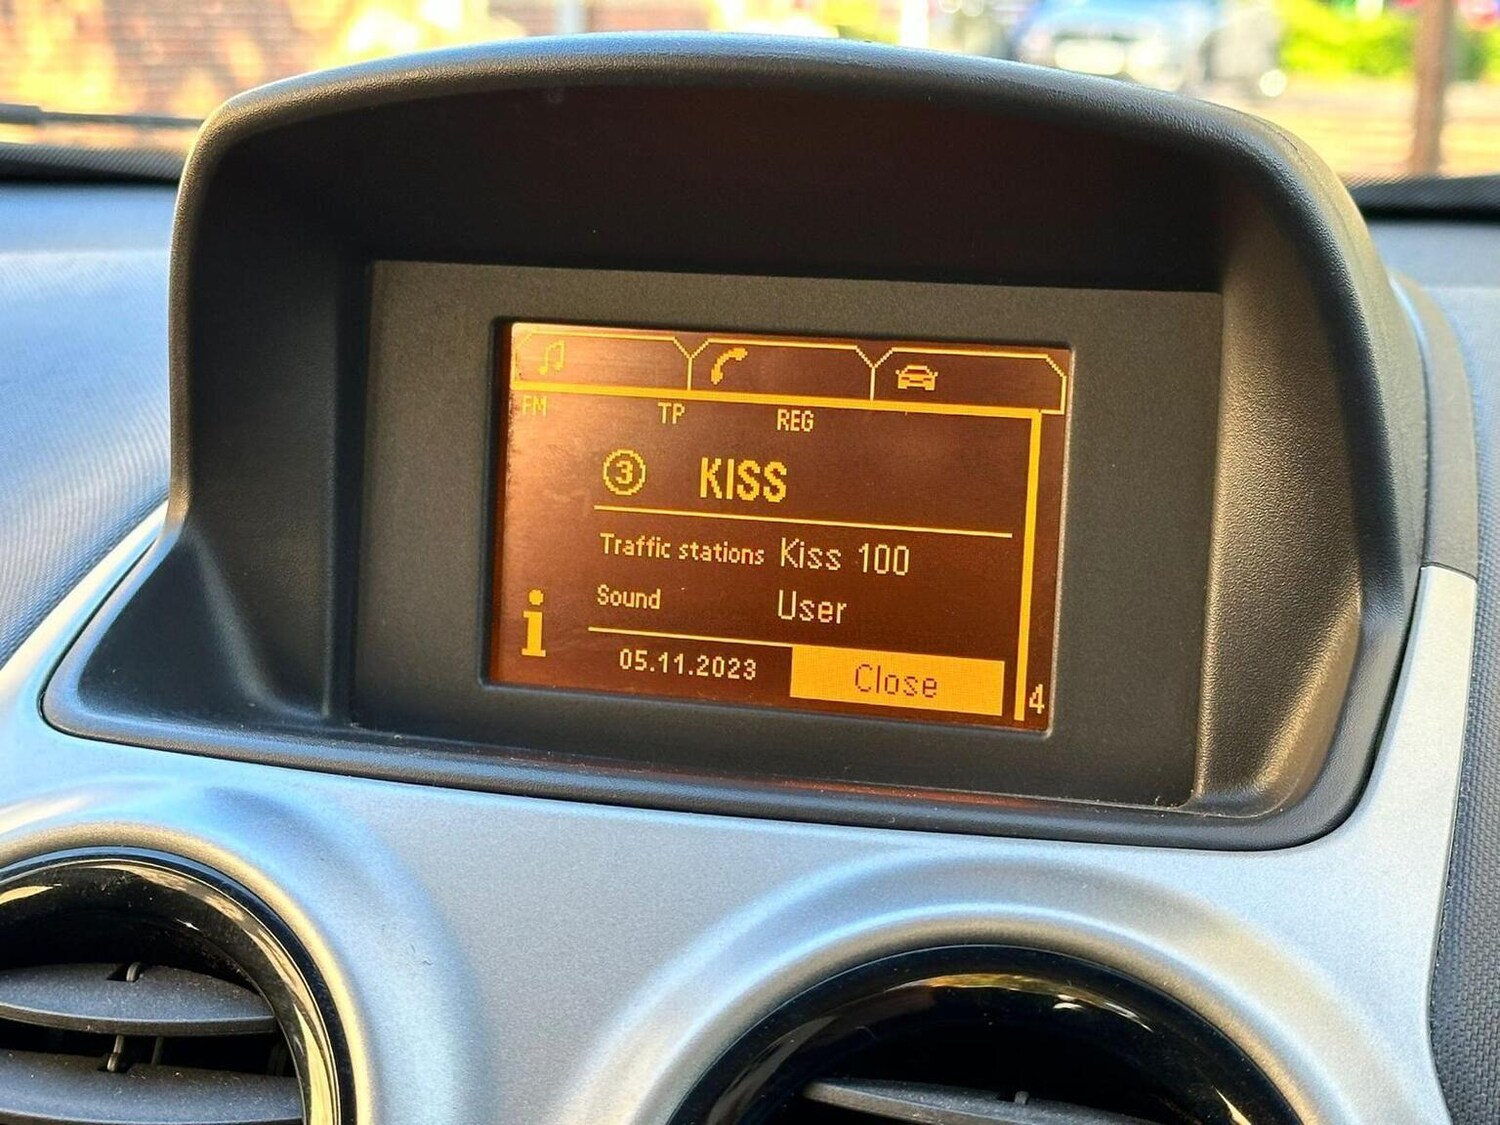 FM TP REG
3 KISS
Traffic stations Kiss 100
Sound User
i
05.11.2023 Close
4